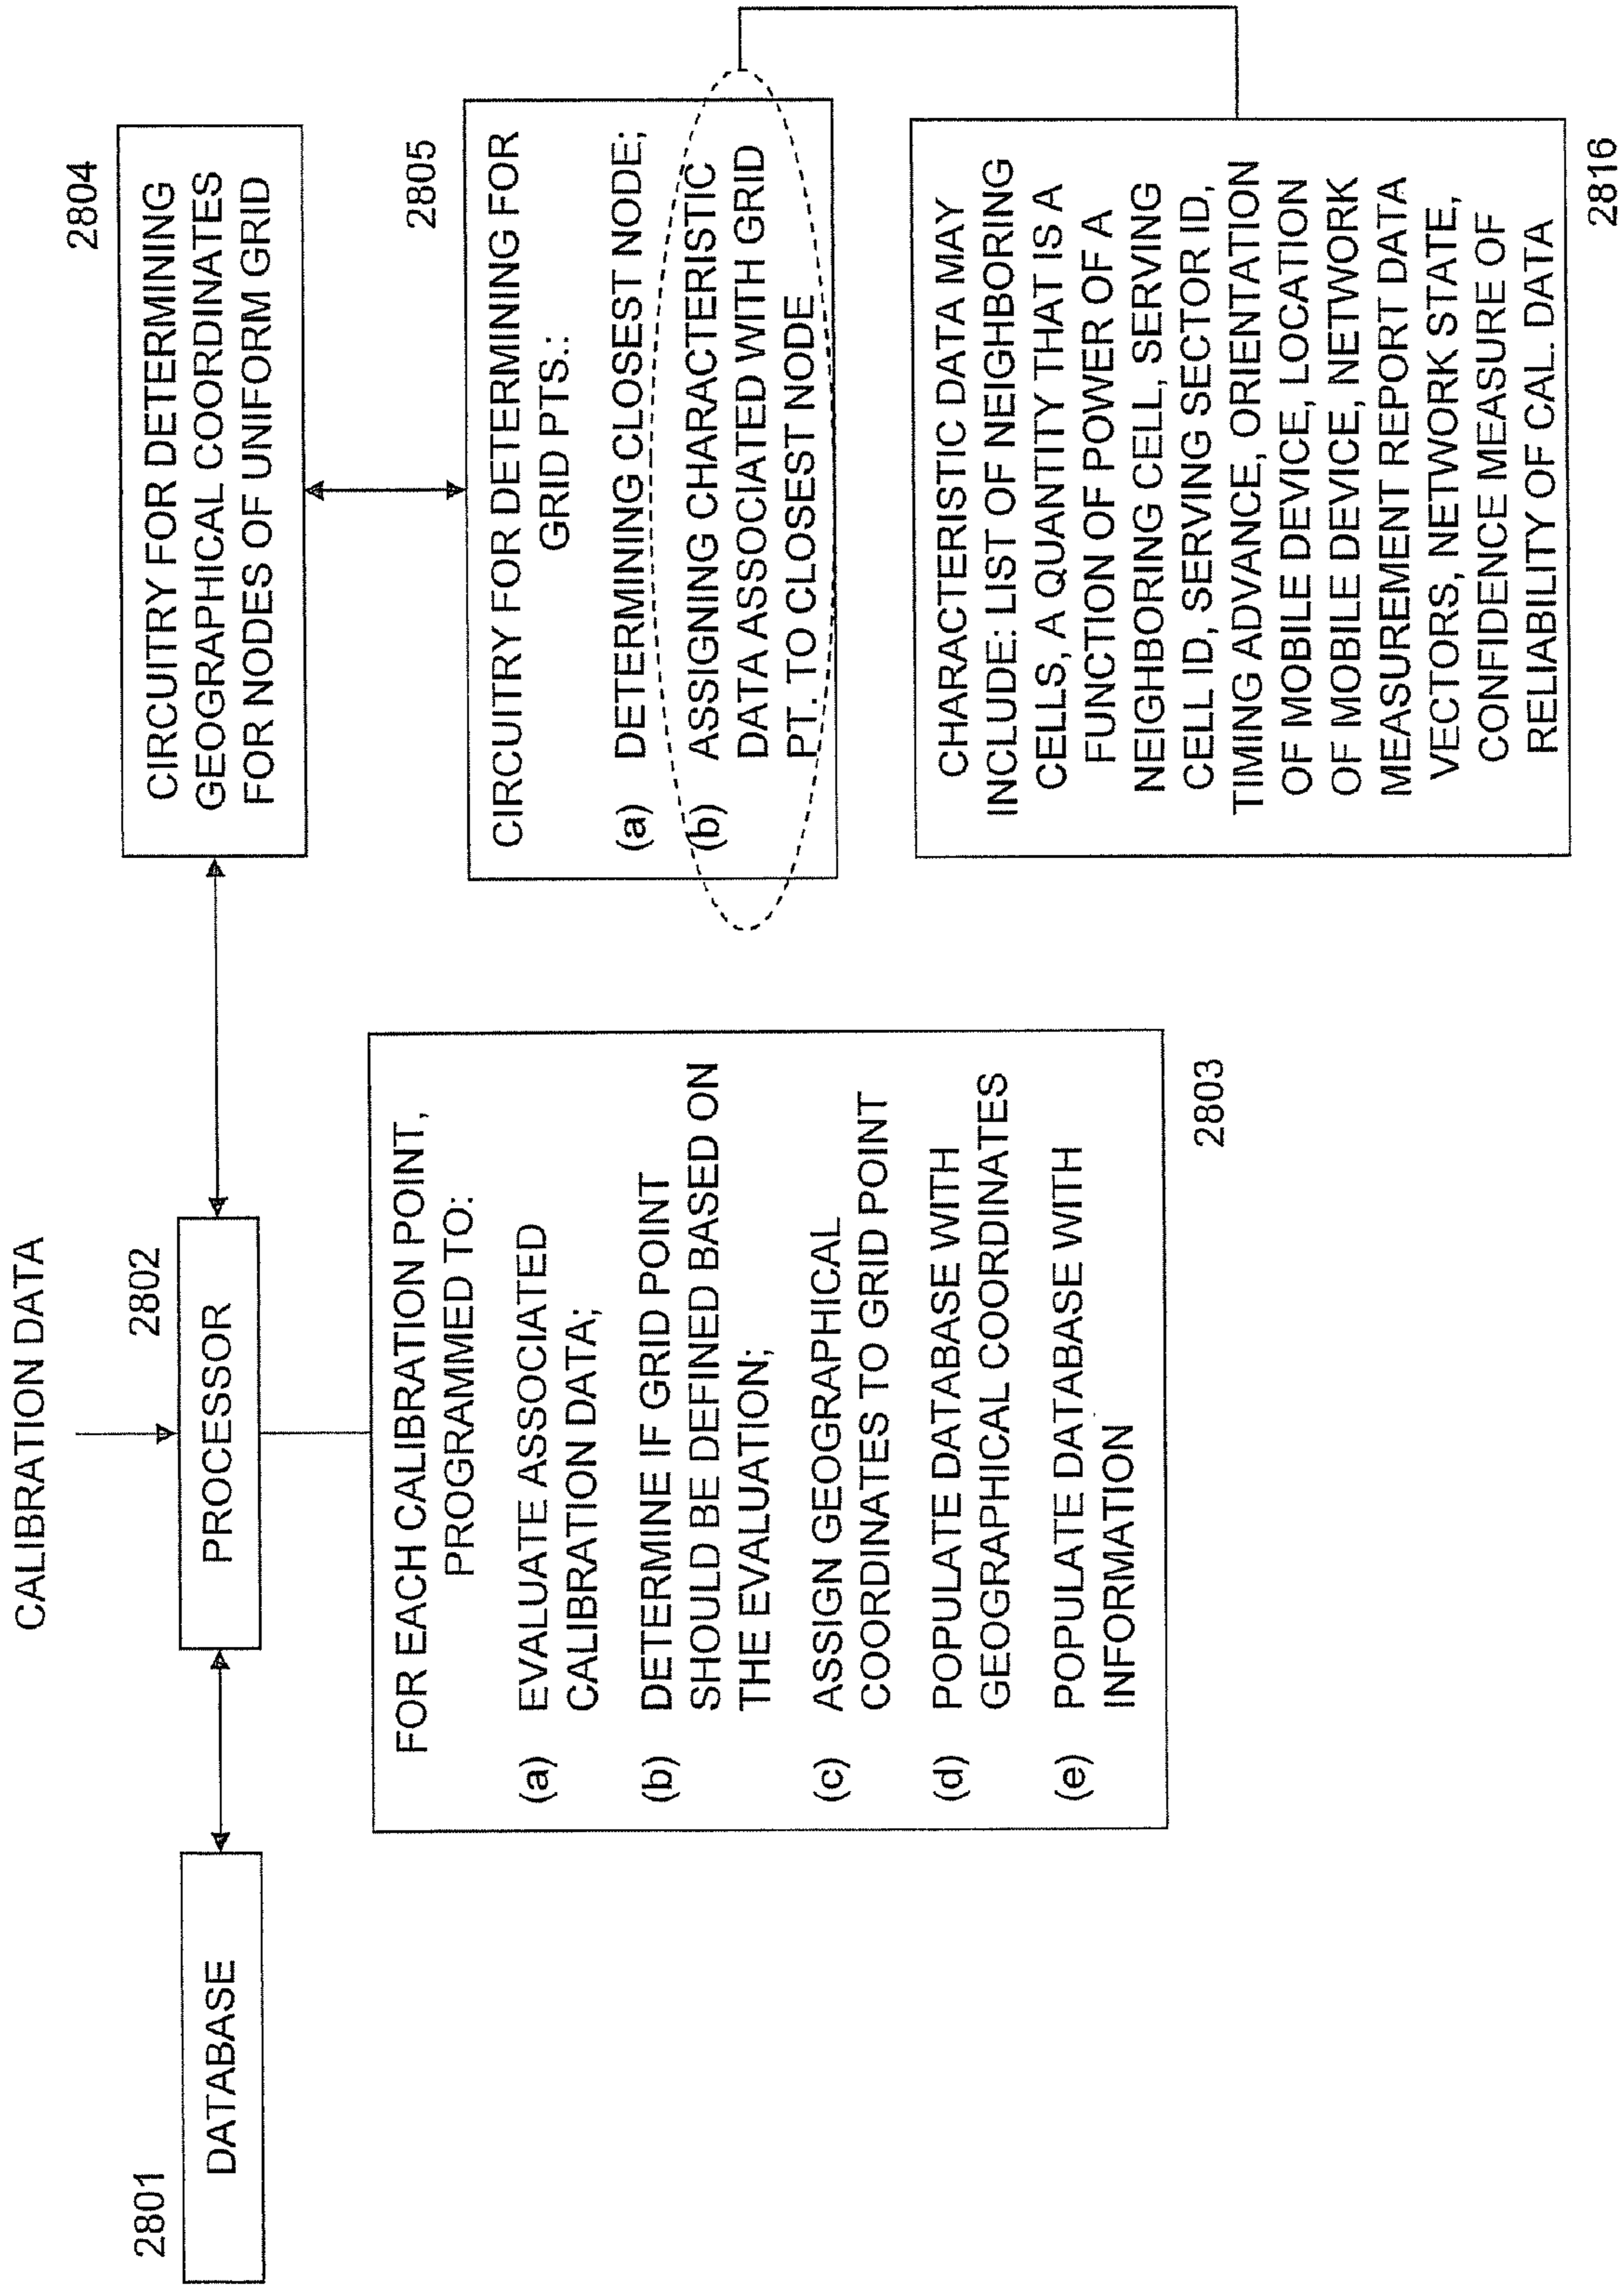 CALIBRATION DATA
2801
DATABASE
2802
PROCESSOR
2804
CIRCUITRY FOR DETERMINING
GEOGRAPHICAL COORDINATES
FOR NODES OF UNIFORM GRID
FOR EACH CALIBRATION POINT,
PROGRAMMED TO:
(a) EVALUATE ASSOCIATED
CALIBRATION DATA;
(b) DETERMINE IF GRID POINT
SHOULD BE DEFINED BASED ON
THE EVALUATION;
(c) ASSIGN GEOGRAPHICAL
COORDINATES TO GRID POINT
(d) POPULATE DATABASE WITH
GEOGRAPHICAL COORDINATES
(e) POPULATE DATABASE WITH
INFORMATION
2803
2805
CIRCUITRY FOR DETERMINING FOR
GRID PTS.:
(a) DETERMINING CLOSEST NODE;
(b) ASSIGNING CHARACTERISTIC
DATA ASSOCIATED WITH GRID
PT. TO CLOSEST NODE
CHARACTERISTIC DATA MAY
INCLUDE: LIST OF NEIGHBORING
CELLS, A QUANTITY THAT IS A
FUNCTION OF POWER OF A
NEIGHBORING CELL, SERVING
CELL ID, SERVING SECTOR ID,
TIMING ADVANCE, ORIENTATION
OF MOBILE DEVICE, LOCATION
OF MOBILE DEVICE, NETWORK
MEASUREMENT REPORT DATA
VECTORS, NETWORK STATE,
CONFIDENCE MEASURE OF
RELIABILITY OF CAL. DATA
2816